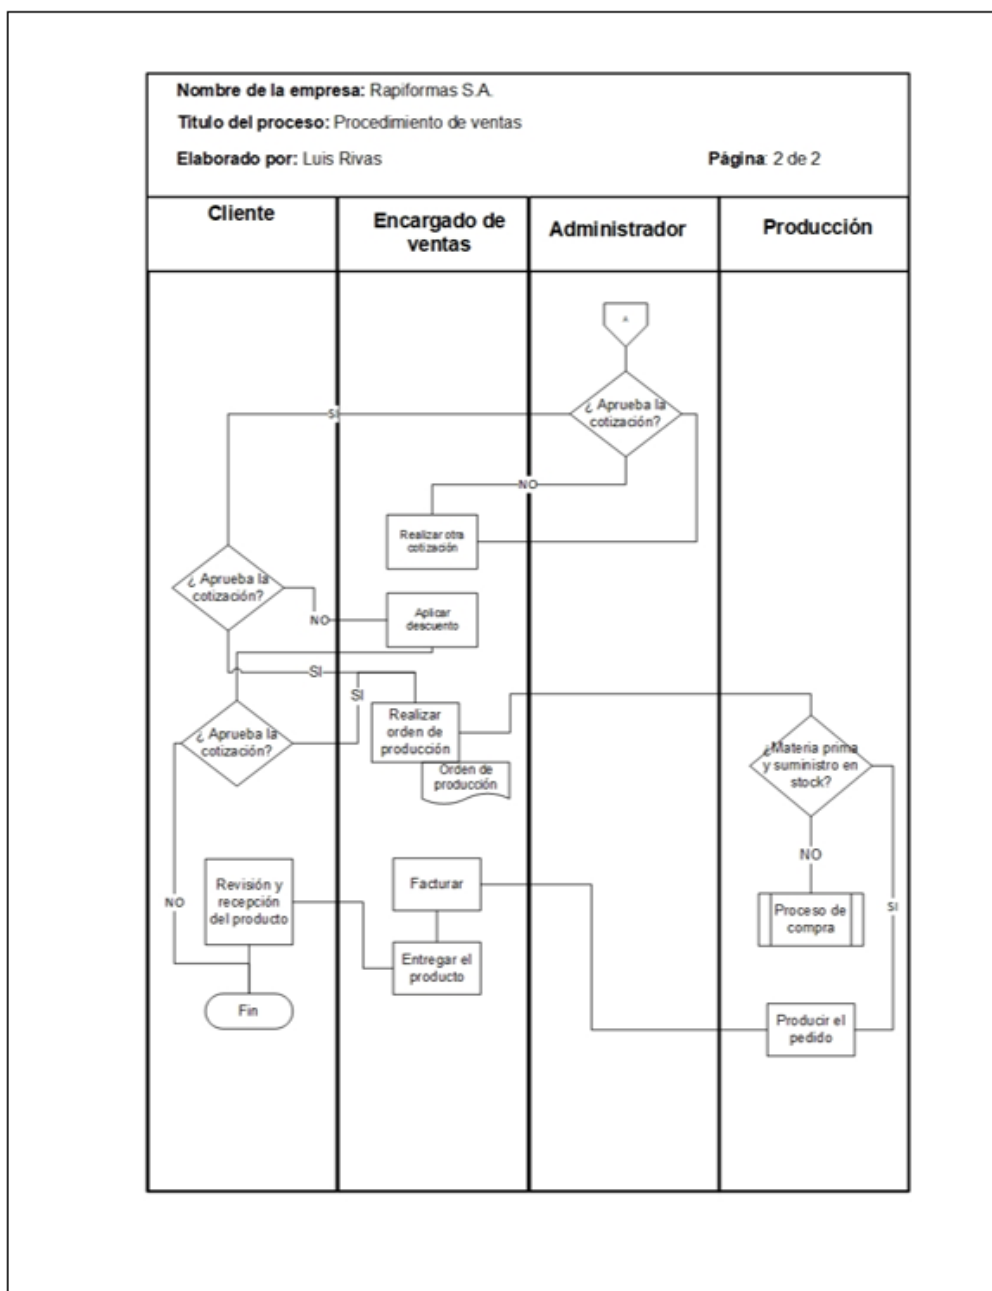 Nombre de la empresa: Rapiformas S.A.
Titulo del proceso: Procedimiento de ventas
Elaborado por: Luis Rivas
Página: 2 de 2
Cliente
Encargado de
ventas
Administrador
Producción
A
¿ Aprueba la
cotización?
SI
NO
Realizar otra
cotización
¿ Aprueba la
cotización?
NO
Aplicar
descuento
SI
SI
¿ Aprueba la
cotización?
Realizar
orden de
producción
Orden de
producción
¿Materia prima
y suministro en
stock?
NO
SI
Proceso de
compra
NO
Revisión y
recepción
del producto
Facturar
Entregar el
producto
Fin
Producir el
pedido